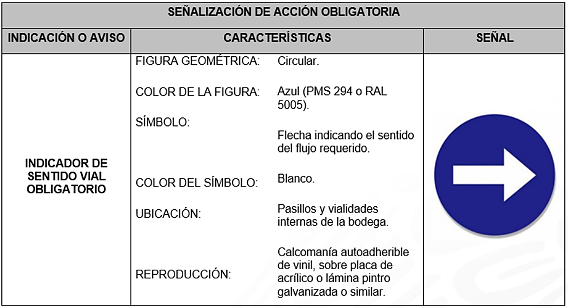 SEÑALIZACIÓN DE ACCIÓN OBLIGATORIA
INDICACIÓN O AVISO
CARACTERÍSTICAS
SEÑAL
INDICADOR DE
SENTIDO VIAL
OBLIGATORIO
FIGURA GEOMÉTRICA: Circular.
COLOR DE LA FIGURA: Azul (PMS 294 o RAL
5005).
SÍMBOLO:
Flecha indicando el sentido
del flujo requerido.
COLOR DEL SÍMBOLO: Blanco.
UBICACIÓN: Pasillos y vialidades
internas de la bodega.
Calcomanía autoadherible
de vinil, sobre placa de
REPRODUCCIÓN: acrílico o lámina pintro
galvanizada o similar.